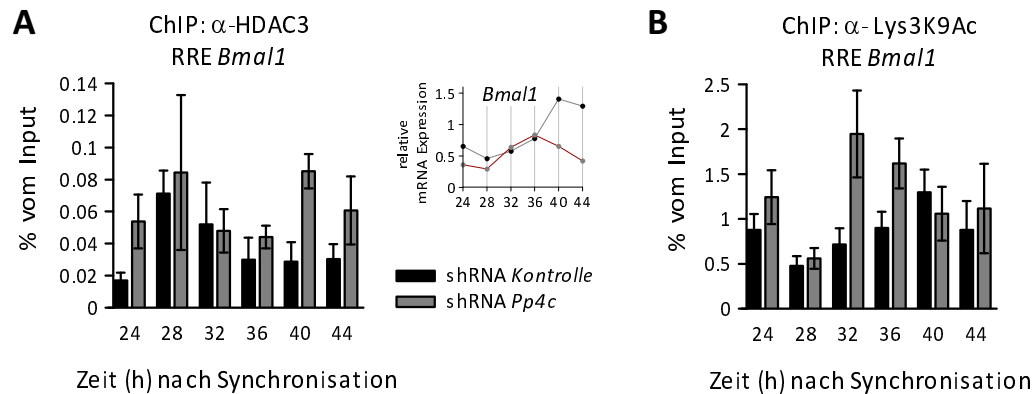 A
ChIP: α-HDAC3
RRE Bmal1
% vom Input
0.14
0.12
0.1
0.08
0.06
0.04
0.02
0
24 28 32 36 40 44
Zeit (h) nach Synchronisation
Bmal1
relative
mRNA Expression
1.5
1
0.5
0
24 28 32 36 40 44
shRNA Kontrolle
shRNA Pp4c
B
ChIP: α- Lys3K9Ac
RRE Bmal1
% vom Input
2.5
2
1.5
1
0.5
0
24 28 32 36 40 44
Zeit (h) nach Synchronisation